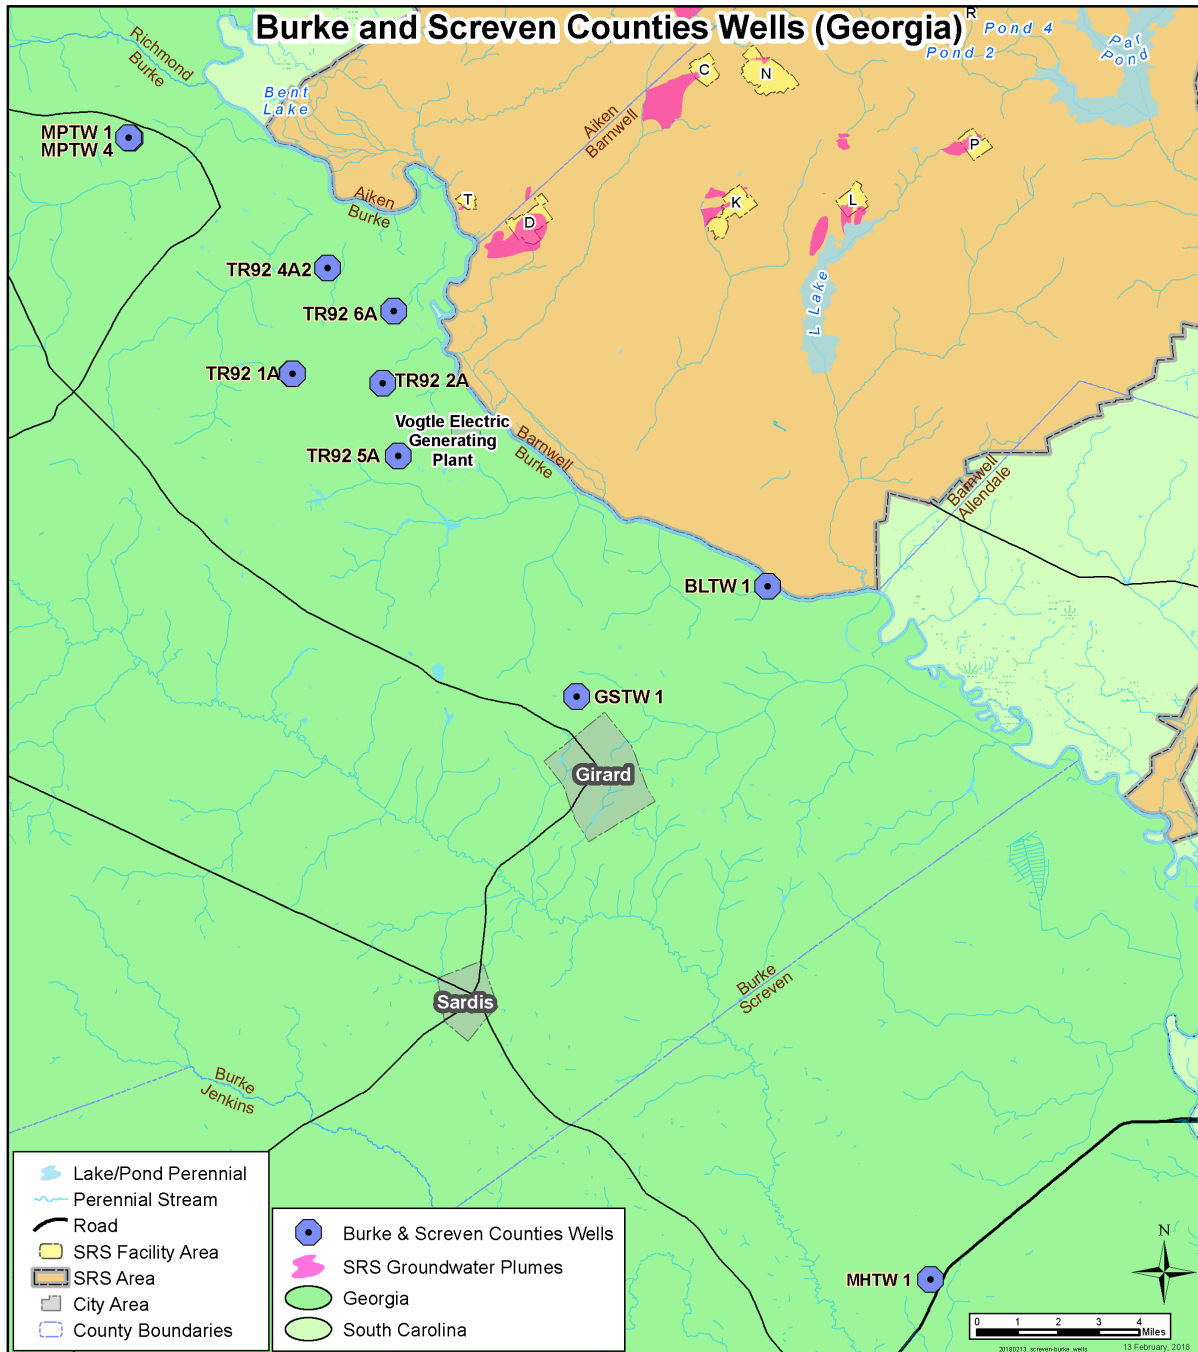 Burke and Screven Counties Wells (Georgia)
R
Pond 4
Pond 2
Par
Pond
Richmond
Burke
Bent
Lake
C
N
Aiken
Barnwell
MPTW 1
MPTW 4
P
Aiken
Burke
T
D
K
L
TR92 4A2
L Lake
TR92 6A
TR92 1A
TR92 2A
Vogtle Electric
Generating
Plant
TR92 5A
Barnwell
Burke
Barnwell
Allendale
BLTW 1
GSTW 1
Girard
Burke
Screven
Sardis
Burke
Jenkins
Lake/Pond Perennial
Perennial Stream
Road
SRS Facility Area
SRS Area
City Area
County Boundaries
Burke & Screven Counties Wells
SRS Groundwater Plumes
Georgia
South Carolina
MHTW 1
N
0 1 2 3 4
Miles
20180213_screven-burke_wells
13 February, 2018